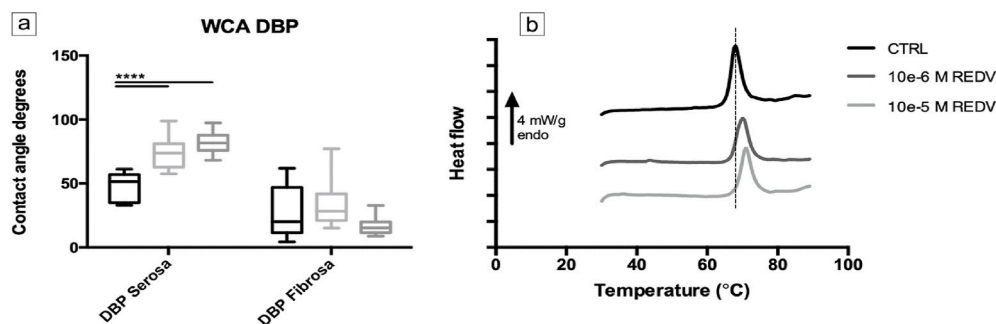 a
WCA DBP
Contact angle degrees
150
100
50
0
****
DBP Serosa
DBP Fibrosa
b
Heat flow
4 mW/g
endo
0
20
40
60
80
100
Temperature (°C)
CTRL
10e-6 M REDV
10e-5 M REDV